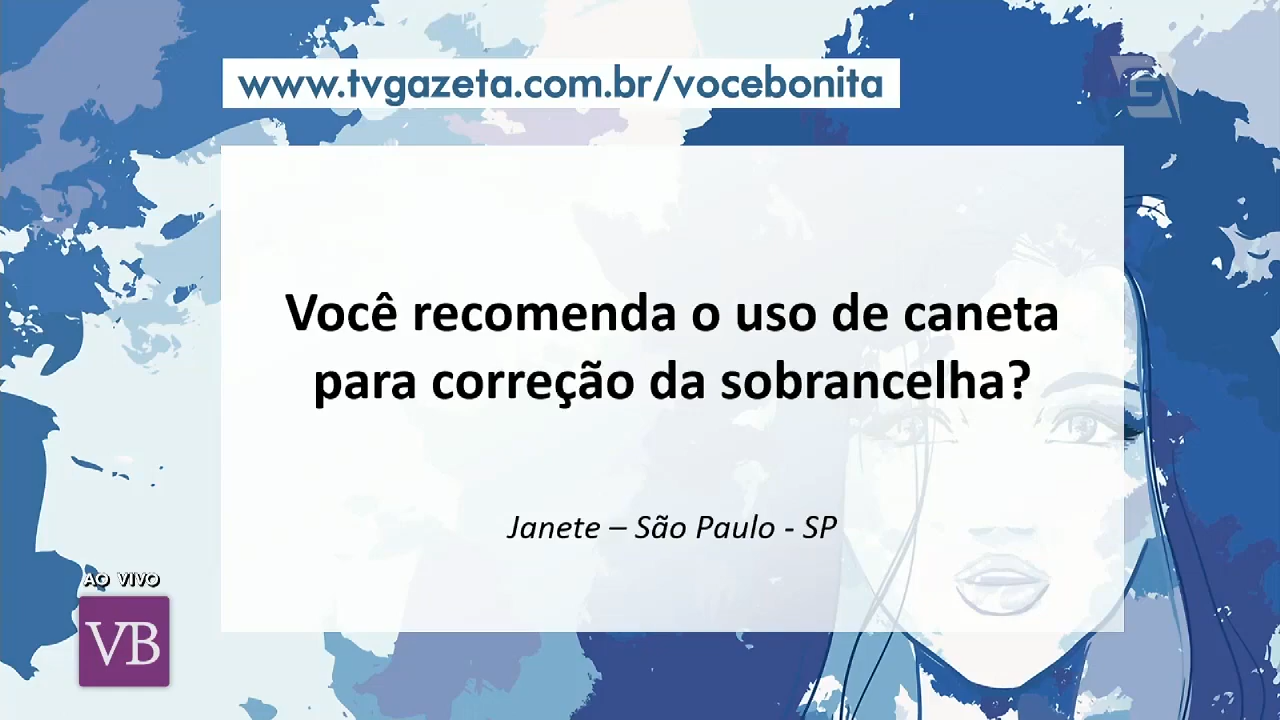 www.tvgazeta.com.br/vocebonita
G
Você recomenda o uso de caneta
para correção da sobrancelha?
Janete – São Paulo - SP
AO VIVO
VB